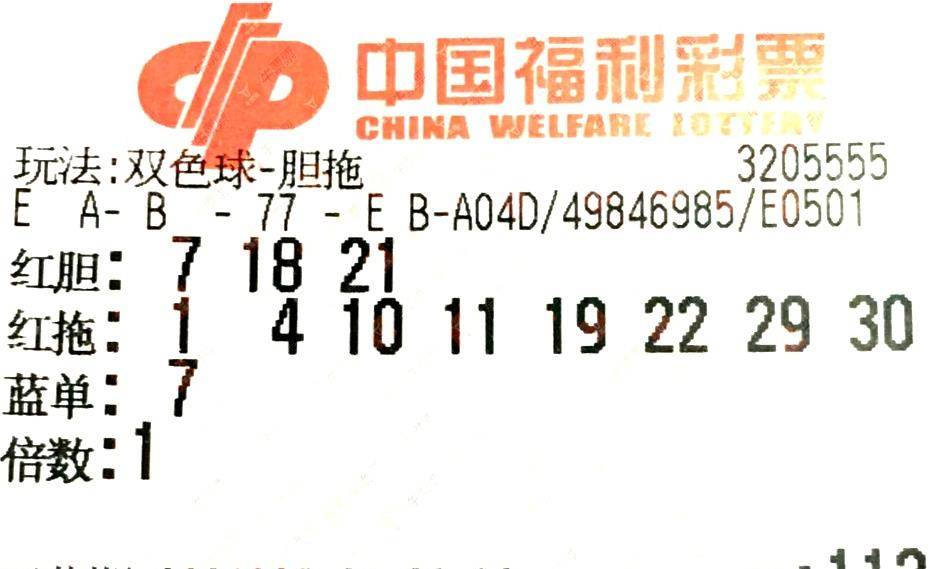 中国福利彩票
CHINA WELFARE LOTTERY
玩法:双色球-胆拖 3205555
E A- B - 77 - E B-A04D/49846985/E0501
红胆: 7 18 21
红拖: 1 4 10 11 19 22 29 30
蓝单: 7
倍数:1